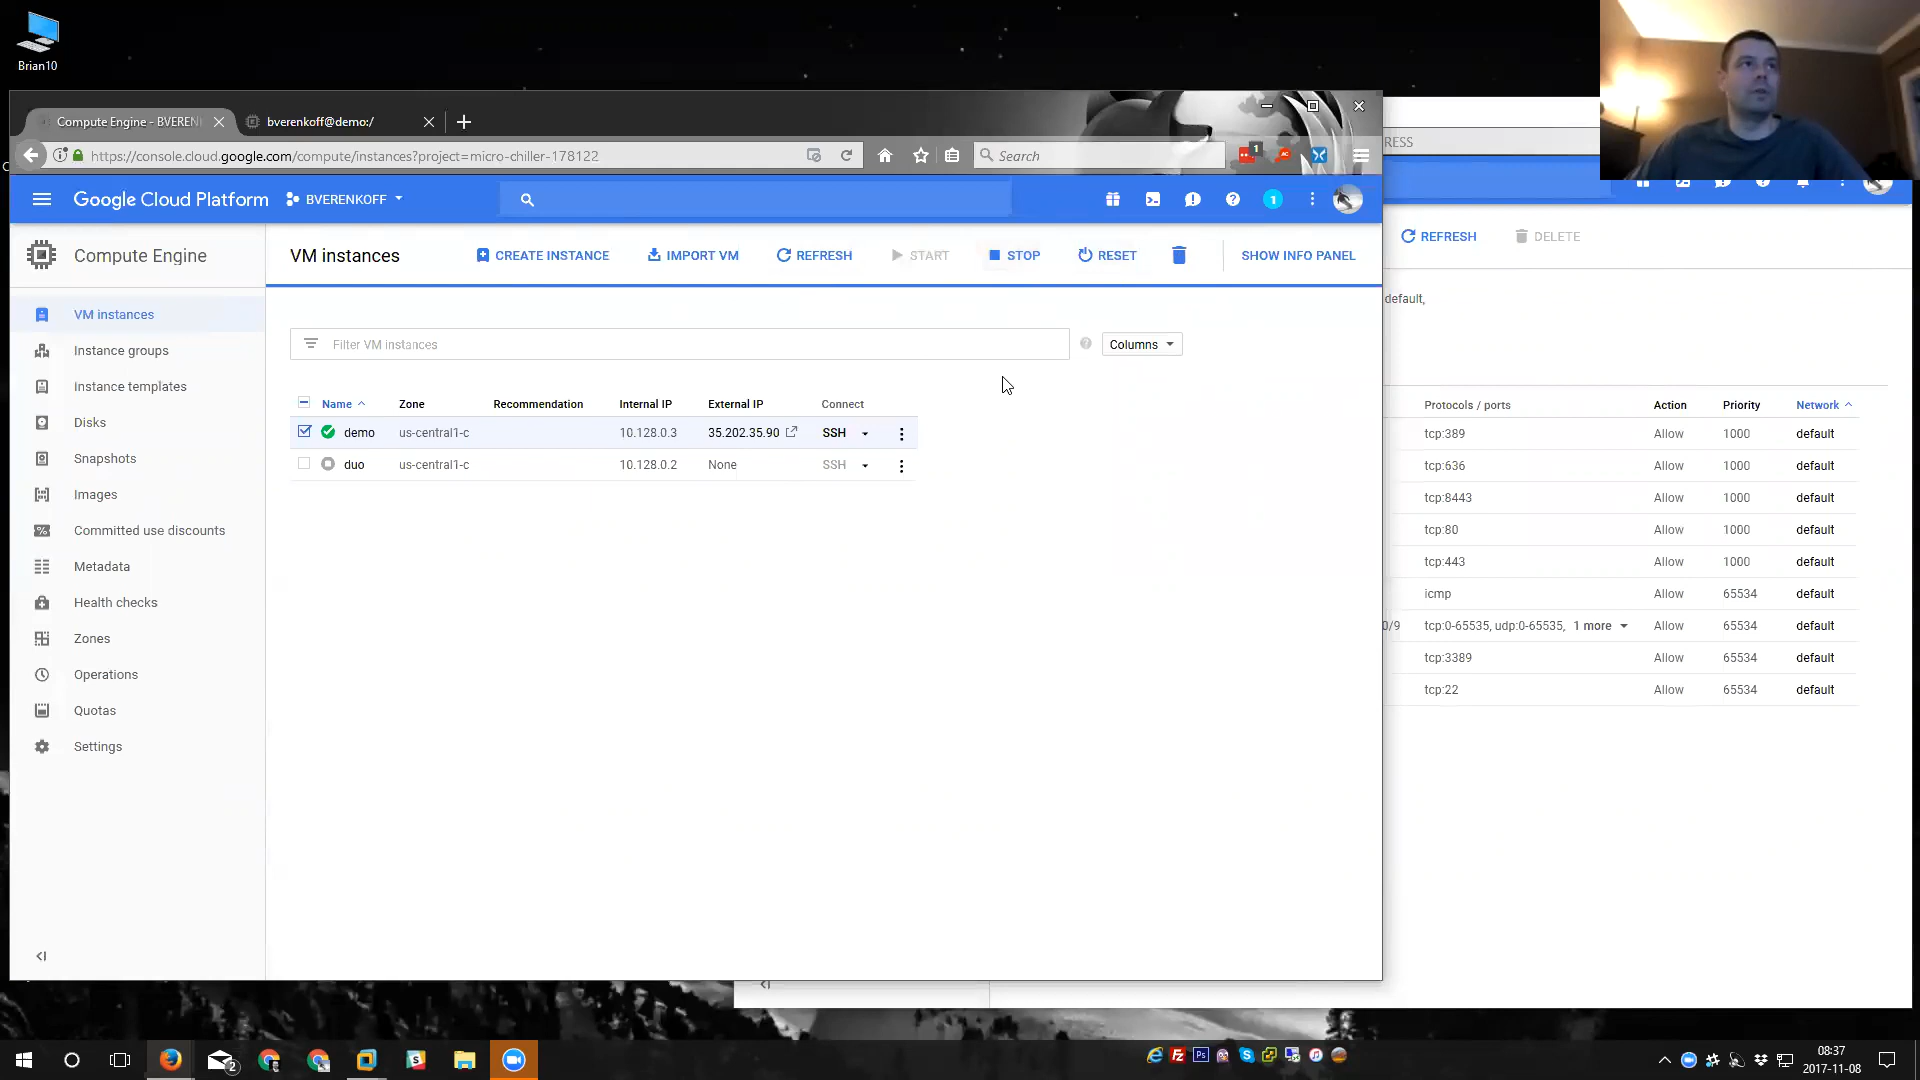 Brian10
Compute Engine - BVEREN
bverenkoff@demo:/
https://console.cloud.google.com/compute/instances?project=micro-chiller-178122
Search
1
RESS
Google Cloud Platform
BVERENKOFF
1
Compute Engine
VM instances
CREATE INSTANCE
IMPORT VM
REFRESH
START
STOP
RESET
SHOW INFO PANEL
REFRESH
DELETE
default,
VM instances
Instance groups
Instance templates
Disks
Snapshots
Images
Committed use discounts
Metadata
Health checks
Zones
Operations
Quotas
Settings
Filter VM instances
Columns
Name Zone Recommendation Internal IP External IP Connect
demo us-central1-c 10.128.0.3 35.202.35.90 SSH
duo us-central1-c 10.128.0.2 None SSH
Protocols / ports Action Priority Network
tcp:389 Allow 1000 default
tcp:636 Allow 1000 default
tcp:8443 Allow 1000 default
tcp:80 Allow 1000 default
tcp:443 Allow 1000 default
icmp Allow 65534 default
0/9 tcp:0-65535, udp:0-65535, 1 more Allow 65534 default
tcp:3389 Allow 65534 default
tcp:22 Allow 65534 default
2
08:37
2017-11-08